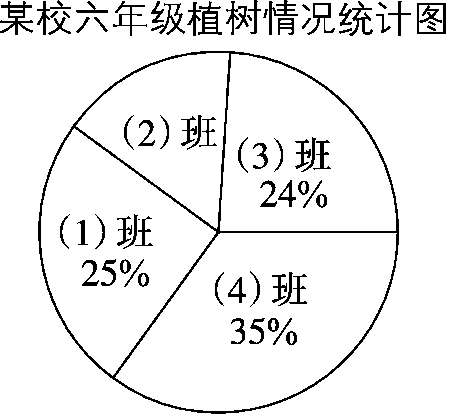 某校六年级植树情况统计图
(2)班
(3)班
24%
(1)班
25%
(4)班
35%